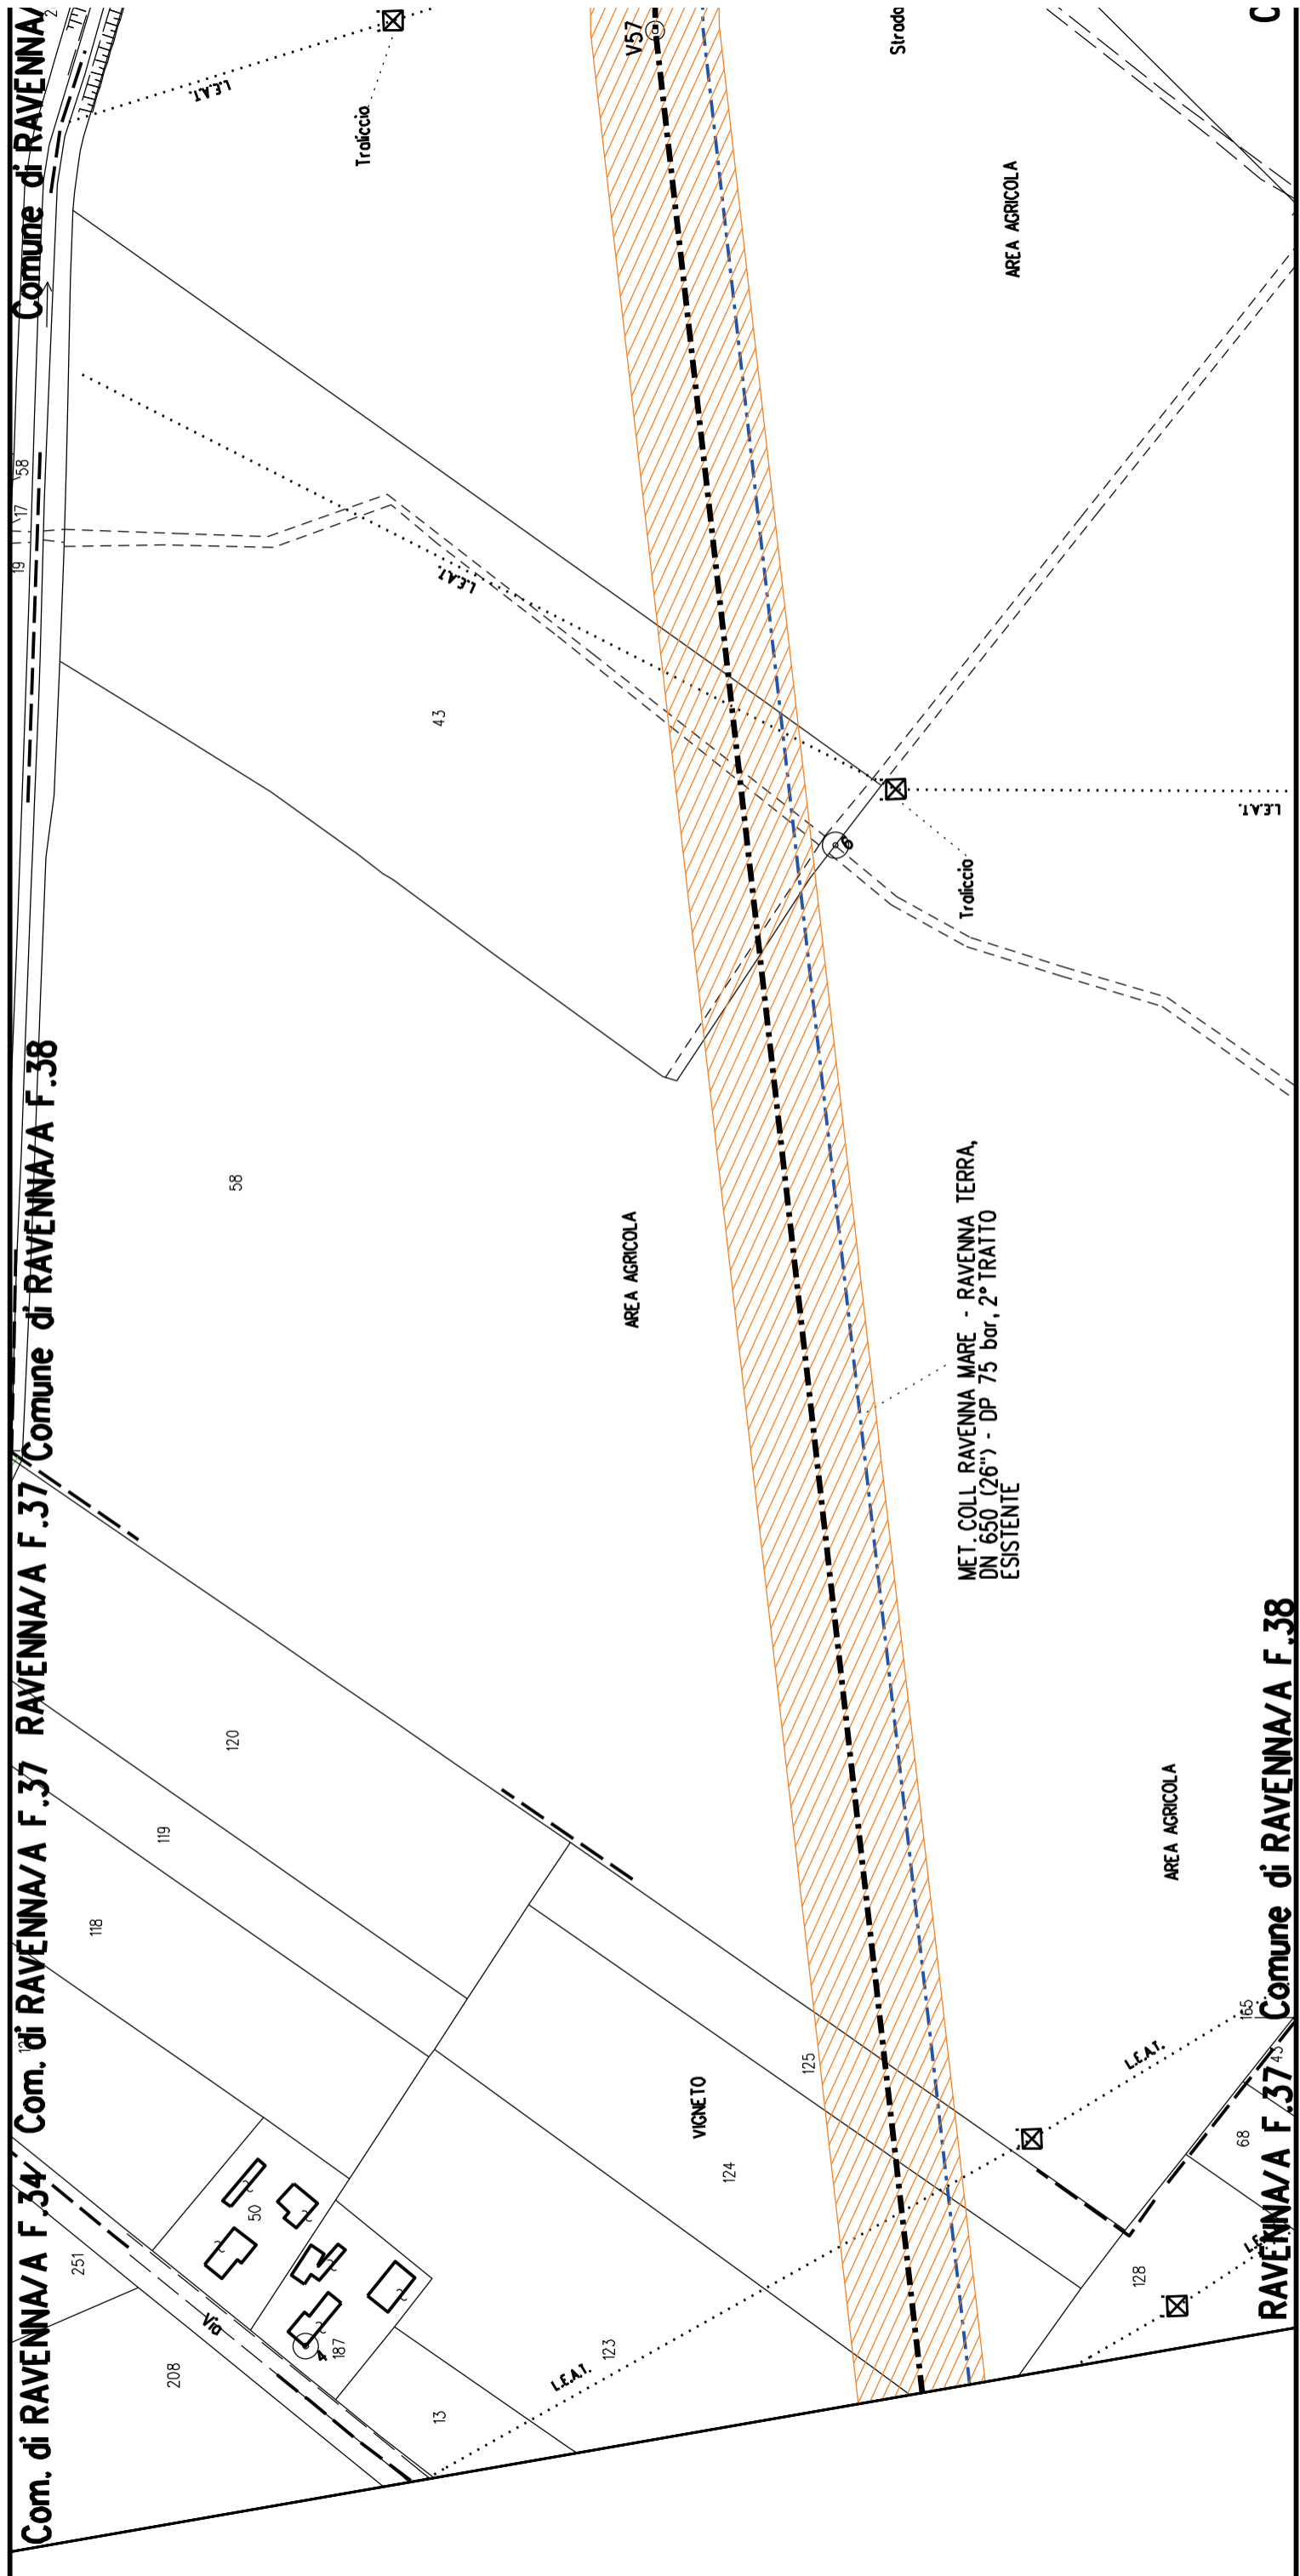 Com. di RAVENNA/A F.34
Com. di RAVENNA/A F.37
RAVENNA/A F.37
Comune di RAVENNA/A F.38
Comune di RAVENNA/
19
17
58
L.E.A.T.
Traliccio
V57
Strada
C
AREA AGRICOLA
L.E.A.T.
43
6
Traliccio
L.E.A.T.
58
AREA AGRICOLA
MET. COLL RAVENNA MARE - RAVENNA TERRA,
DN 650 (26") - DP 75 bar, 2° TRATTO
ESISTENTE
120
119
118
AREA AGRICOLA
125
VIGNETO
124
165
L.E.A.T.
43
68
128
50
251
Via
208
4
187
123
L.E.A.T.
13
RAVENNA/A F.37
Comune di RAVENNA/A F.38